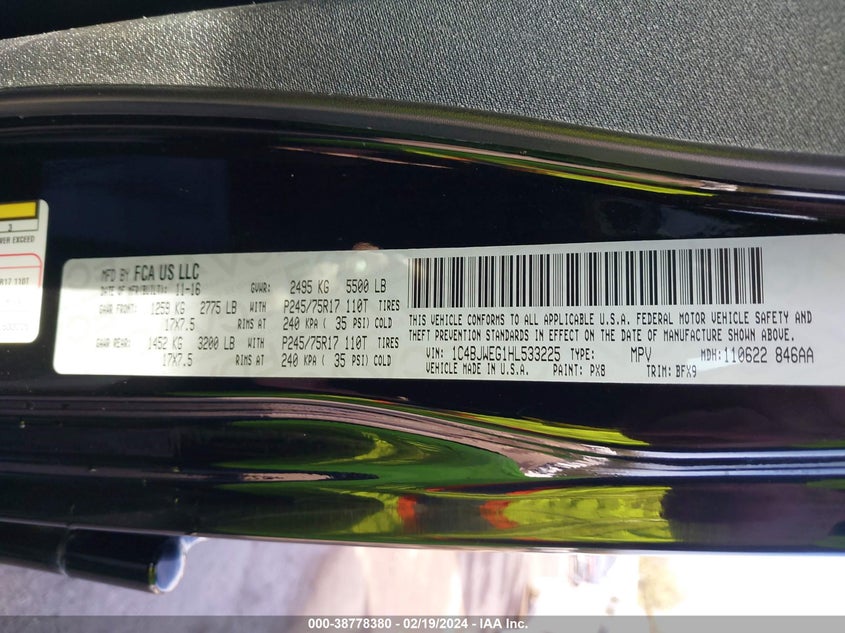 3
WER EXCEED
R17 110T
MFD BY FCA US LLC
DATE OF MFR(BUILT): 11-16 GVWR: 2495 KG 5500 LB
GAWR FRONT: 1259 KG 2775 LB WITH P245/75R17 110T TIRES
17X7.5 RIMS AT 240 KPA ( 35 PSI) COLD
GAWR REAR: 1452 KG 3200 LB WITH P245/75R17 110T TIRES
17X7.5 RIMS AT 240 KPA ( 35 PSI) COLD
THIS VEHICLE CONFORMS TO ALL APPLICABLE U.S.A. FEDERAL MOTOR VEHICLE SAFETY AND
THEFT PREVENTION STANDARDS IN EFFECT ON THE DATE OF MANUFACTURE SHOWN ABOVE.
VIN: 1C4BJWEG1HL533225 TYPE: MPV MDH: 110622 846AA
VEHICLE MADE IN U.S.A. PAINT: PX8 TRIM: BFX9
000-38778380 - 02/19/2024 - IAA Inc.